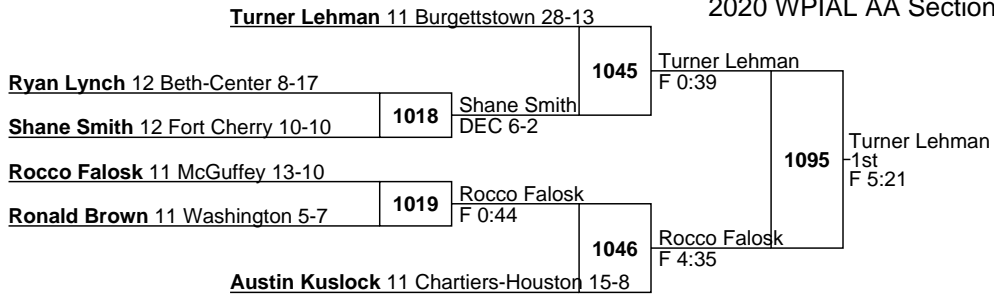 2020 WPIAL AA Section
Turner Lehman 11 Burgettstown 28-13
1045
Turner Lehman
F 0:39
Ryan Lynch 12 Beth-Center 8-17
1018
Shane Smith
DEC 6-2
Shane Smith 12 Fort Cherry 10-10
1095
Turner Lehman
1st
F 5:21
Rocco Falosk 11 McGuffey 13-10
1019
Rocco Falosk
F 0:44
Ronald Brown 11 Washington 5-7
1046
Rocco Falosk
F 4:35
Austin Kuslock 11 Chartiers-Houston 15-8